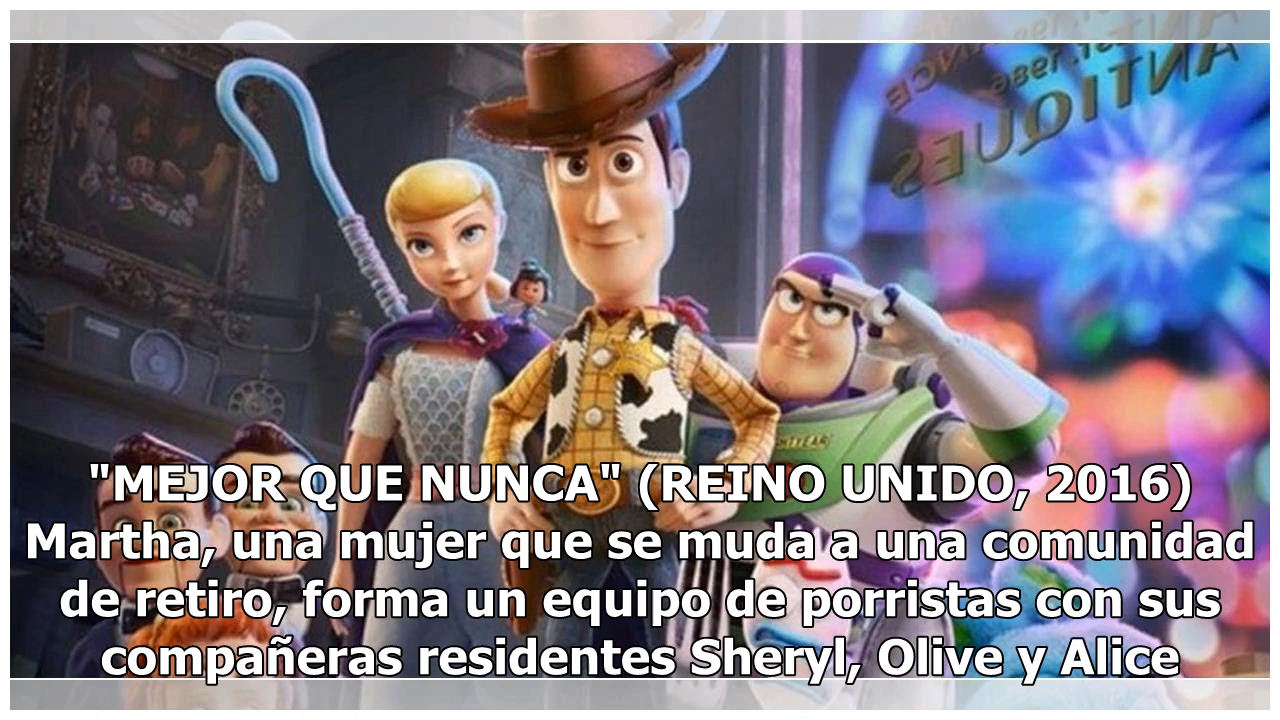 ANTIQUES
"MEJOR QUE NUNCA" (REINO UNIDO, 2016)
Martha, una mujer que se muda a una comunidad
de retiro, forma un equipo de porristas con sus
compañeras residentes Sheryl, Olive y Alice